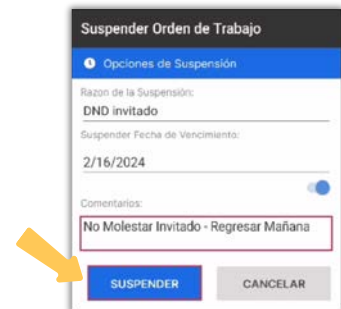 Suspender Orden de Trabajo
Opciones de Suspensión
Razon de la Suspensión:
DND invitado
Suspender Fecha de Vencimiento:
2/16/2024
Comentarios:
No Molestar Invitado - Regresar Mañana
SUSPENDER CANCELAR